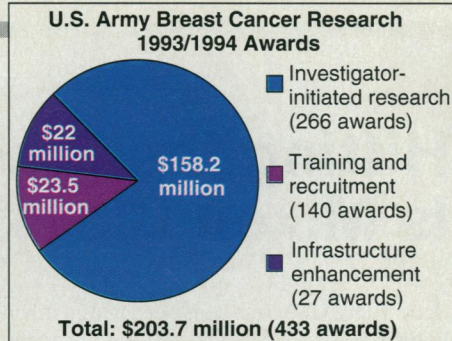 U.S. Army Breast Cancer Research
1993/1994 Awards
$22
million
$23.5
million
$158.2
million
Investigator-
initiated research
(266 awards)
Training and
recruitment
(140 awards)
Infrastructure
enhancement
(27 awards)
Total: $203.7 million (433 awards)